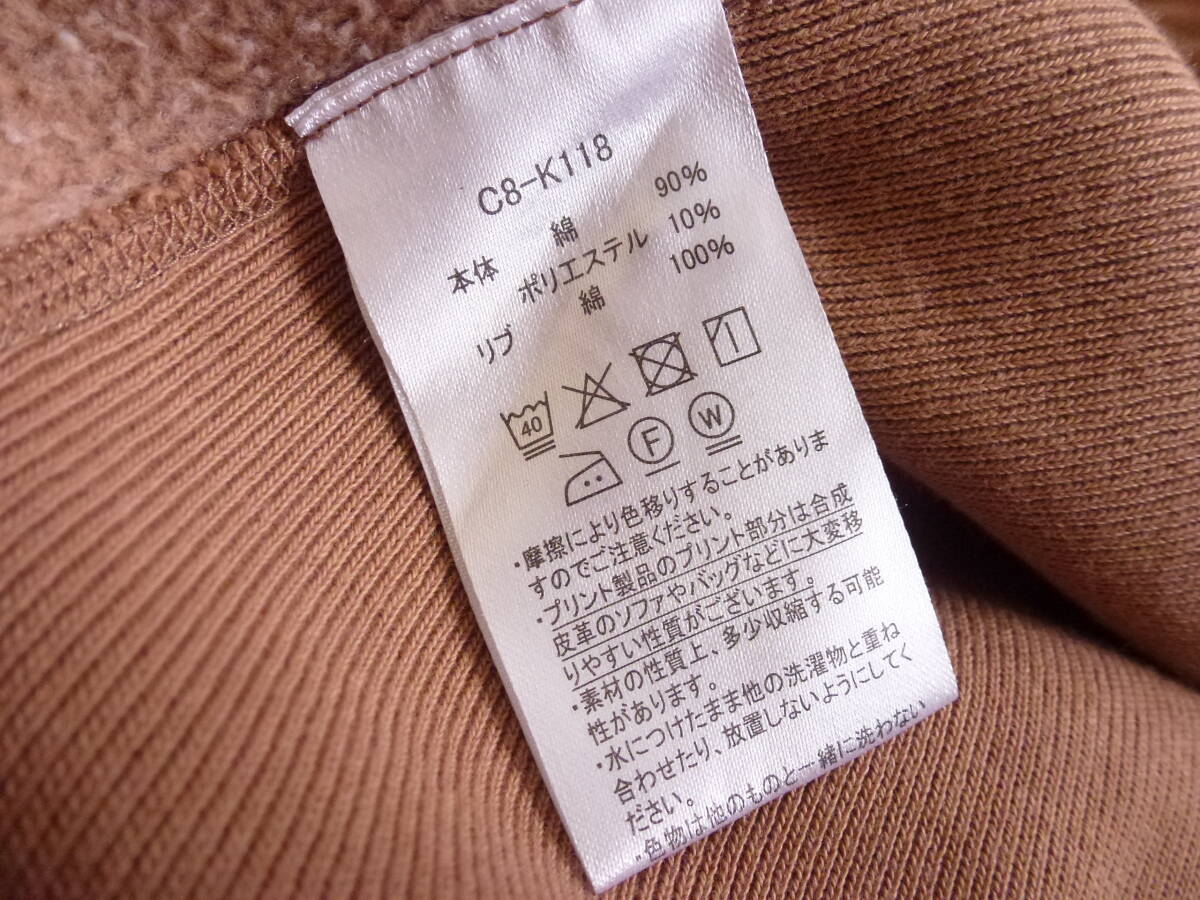 C8-K118
綿 90%
本体 ポリエステル 10%
リブ 綿 100%
40
F W
・摩擦により色移りすることがありま
すのでご注意ください。
・プリント製品のプリント部分は合成
皮革のソファやバッグなどに大変移
りやすい性質がございます。
・素材の性質上、多少収縮する可能
性があります。
・水につけたまま他の洗濯物と重ね
合わせたり、放置しないようにしてく
ださい。
・色物は他のものと一緒に洗わない